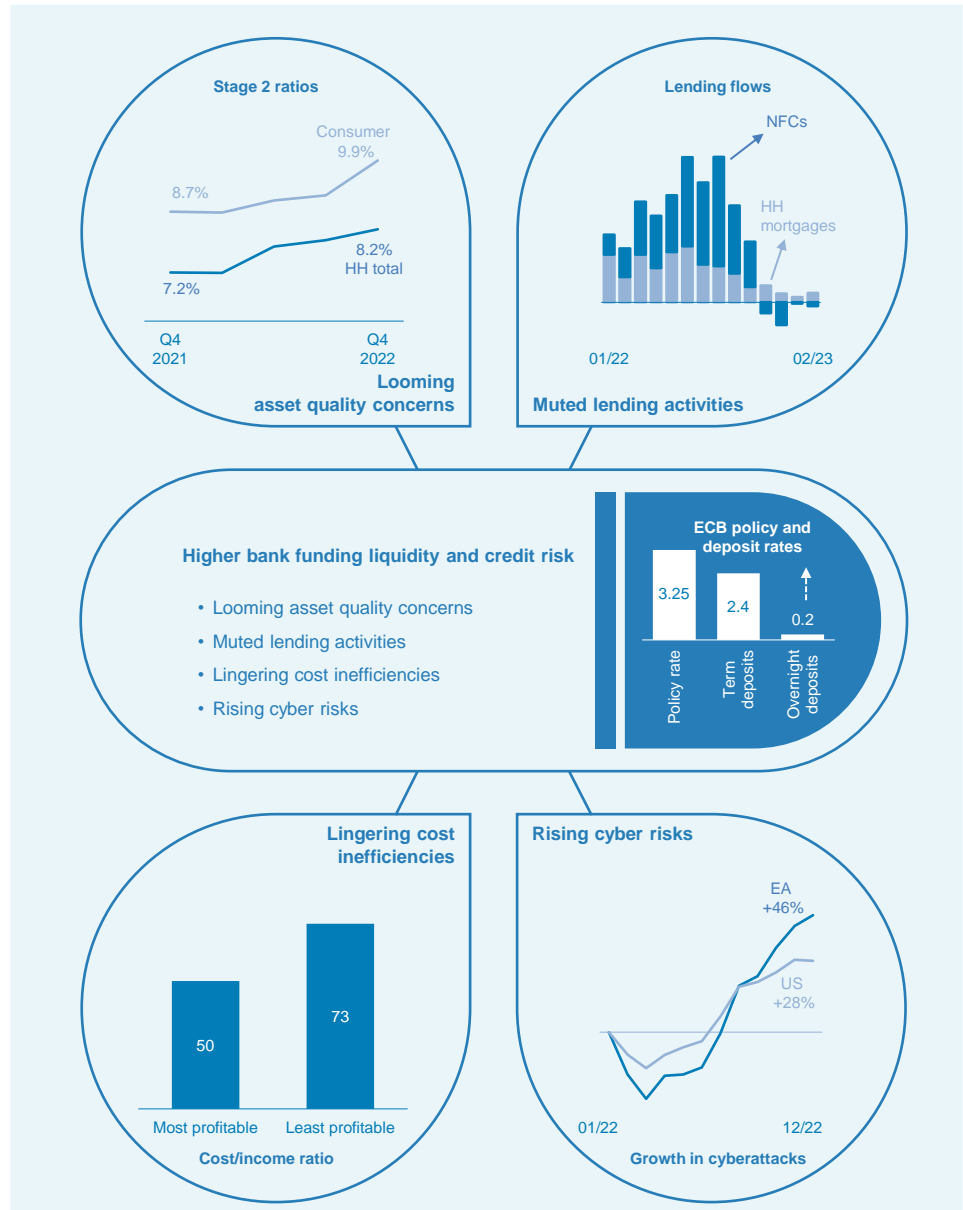 Stage 2 ratios
Consumer
9.9%
8.7%
8.2%
HH total
7.2%
Q4
2021
Q4
2022
Looming
asset quality concerns
Lending flows
NFCs
HH
mortgages
01/22
02/23
Muted lending activities
Higher bank funding liquidity and credit risk
• Looming asset quality concerns
• Muted lending activities
• Lingering cost inefficiencies
• Rising cyber risks
ECB policy and
deposit rates
3.25
2.4
0.2
Policy rate
Term
deposits
Overnight
deposits
Lingering cost
inefficiencies
50
73
Most profitable
Least profitable
Cost/income ratio
Rising cyber risks
EA
+46%
US
+28%
01/22
12/22
Growth in cyberattacks